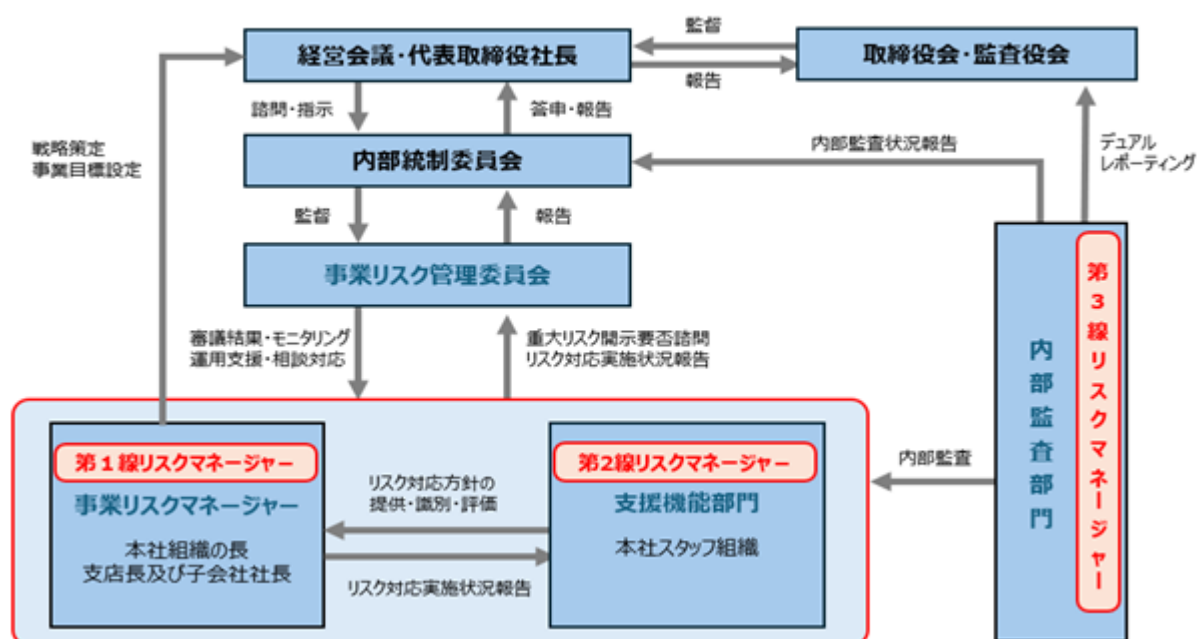 監督
経営会議・代表取締役社長
取締役会・監査役会
報告
諮問・指示
答申・報告
戦略策定
事業目標設定
内部統制委員会
内部監査状況報告
デュアル
レポーティング
監督
報告
事業リスク管理委員会
審議結果・モニタリング
運用支援・相談対応
重大リスク開示要否諮問
リスク対応実施状況報告
第1線リスクマネージャー
事業リスクマネージャー
本社組織の長
支店長及び子会社社長
リスク対応方針の
提供・識別・評価
リスク対応実施状況報告
第2線リスクマネージャー
支援機能部門
本社スタッフ組織
内部監査
内部監査部門
第3線リスクマネージャー